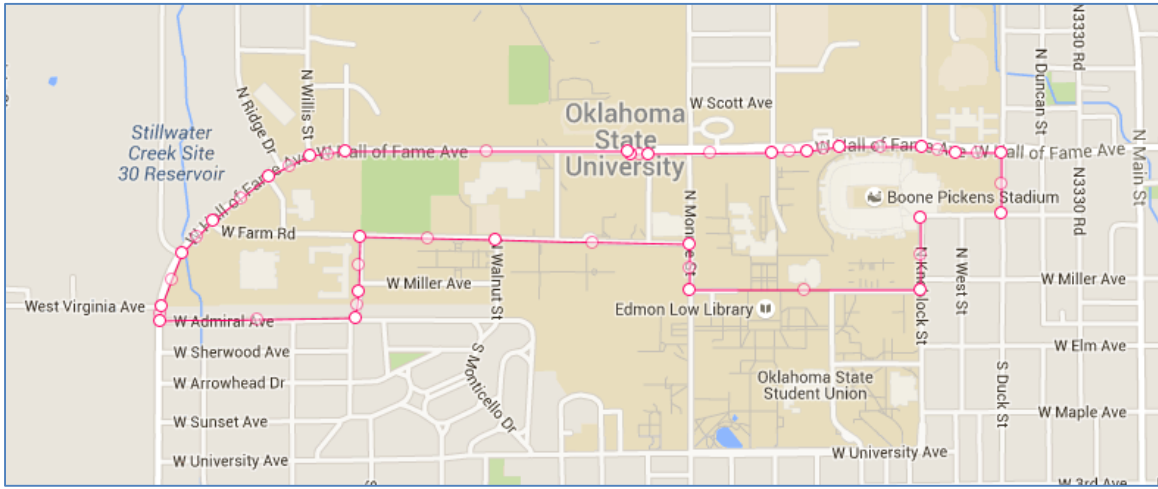 N3330 Rd
N Duncan St
W Scott Ave
N Willis St
N Ridge Dr
Oklahoma
State
University
Stillwater
Creek Site
30 Reservoir
W Hall of Fame Ave
W Hall of Fame Ave
W Hall of Fame Ave
W Hall of Fame Ave
N Main St
N3330 Rd
Boone Pickens Stadium
N Monroe St
W Farm Rd
N Walnut St
W Miller Ave
N Knoblock St
N West St
W Miller Ave
West Virginia Ave
Edmon Low Library
W Admiral Ave
W Sherwood Ave
W Elm Ave
S Monticello Dr
W Arrowhead Dr
Oklahoma State
Student Union
S Duck St
W Maple Ave
W Sunset Ave
W University Ave
W University Ave
W 3rd Ave